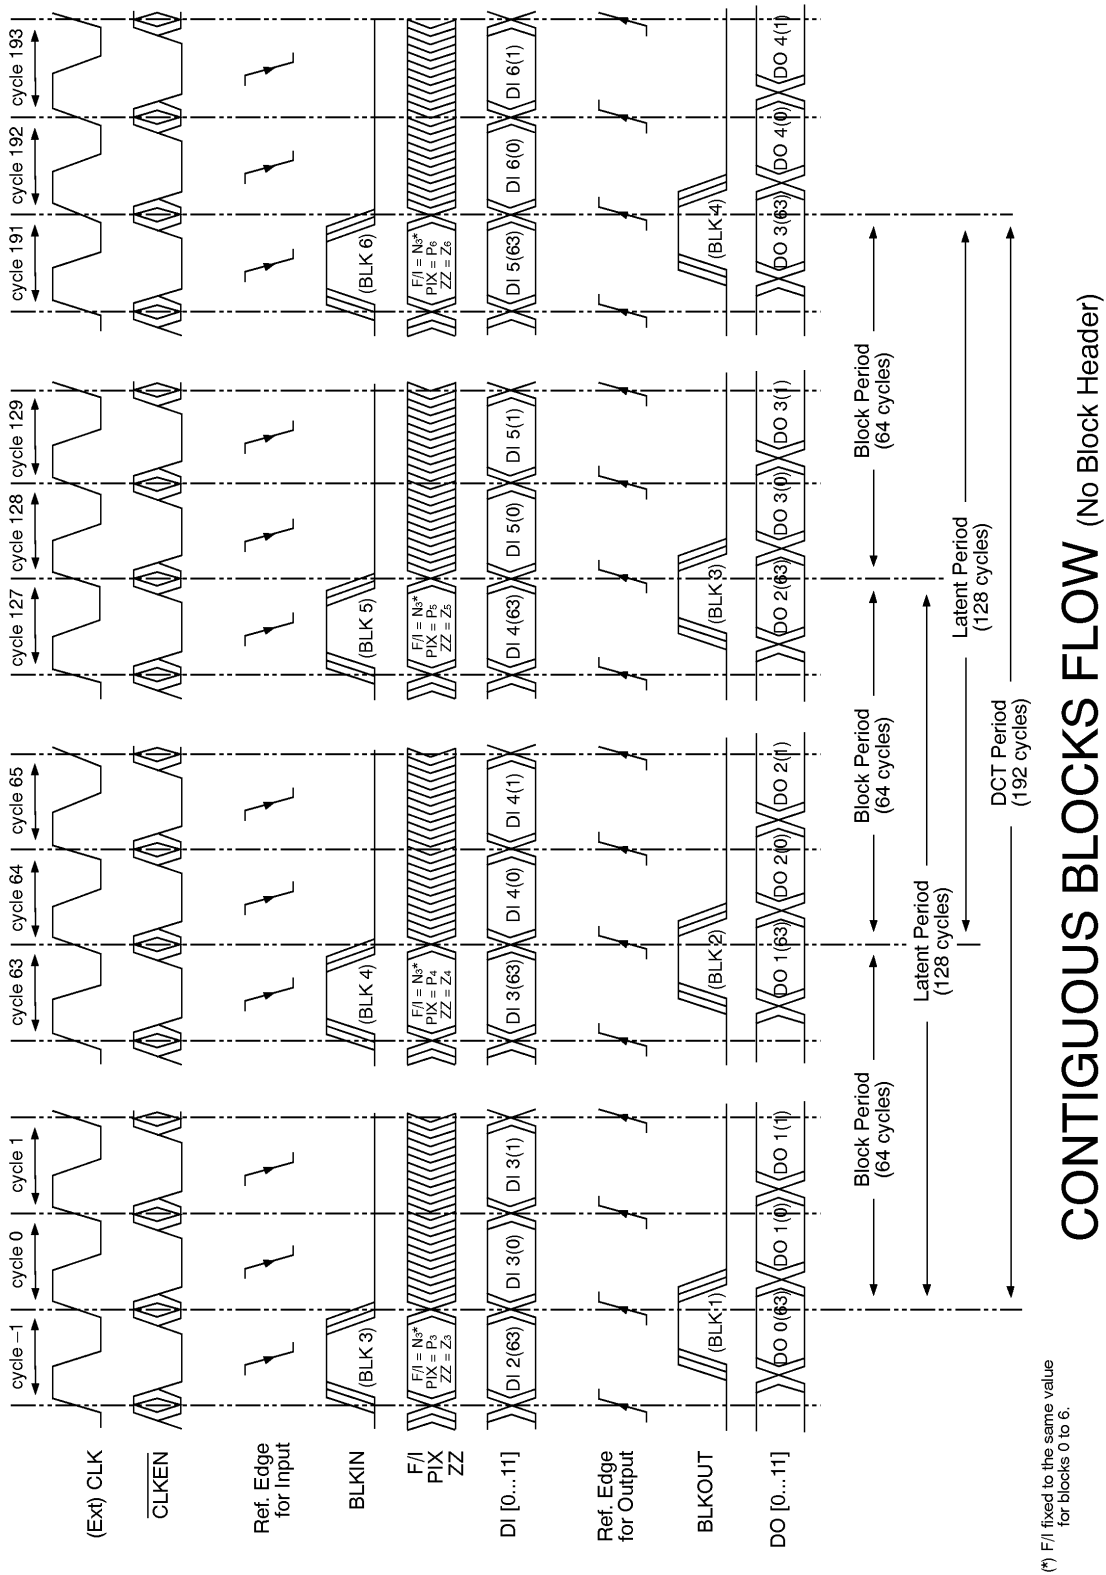 cycle –1 cycle 0 cycle 1 cycle 63 cycle 64 cycle 65 cycle 127 cycle 128 cycle 129 cycle 191 cycle 192 cycle 193
(Ext) CLK
CLKEN
Ref. Edge
for Input
BLKIN (BLK 3) (BLK 4) (BLK 5) (BLK 6)
F/I F/I = N3* F/I = N3* F/I = N3* F/I = N3*
PIX PIX = P3 PIX = P4 PIX = P5 PIX = P6
ZZ ZZ = Z3 ZZ = Z4 ZZ = Z5 ZZ = Z6
DI [0...11] DI 2(63) DI 3(0) DI 3(1) DI 3(63) DI 4(0) DI 4(1) DI 4(63) DI 5(0) DI 5(1) DI 5(63) DI 6(0) DI 6(1)
Ref. Edge
for Output
BLKOUT (BLK 1) (BLK 2) (BLK 3) (BLK 4)
DO [0...11] DO 0(63) DO 1(0) DO 1(1) DO 1(63) DO 2(0) DO 2(1) DO 2(63) DO 3(0) DO 3(1) DO 3(63) DO 4(0) DO 4(1)
Block Period Block Period Block Period
(64 cycles) (64 cycles) (64 cycles)
Latent Period
(128 cycles)
Latent Period
(128 cycles)
DCT Period
(192 cycles)
(*) F/I fixed to the same value
for blocks 0 to 6.
CONTIGUOUS BLOCKS FLOW (No Block Header)